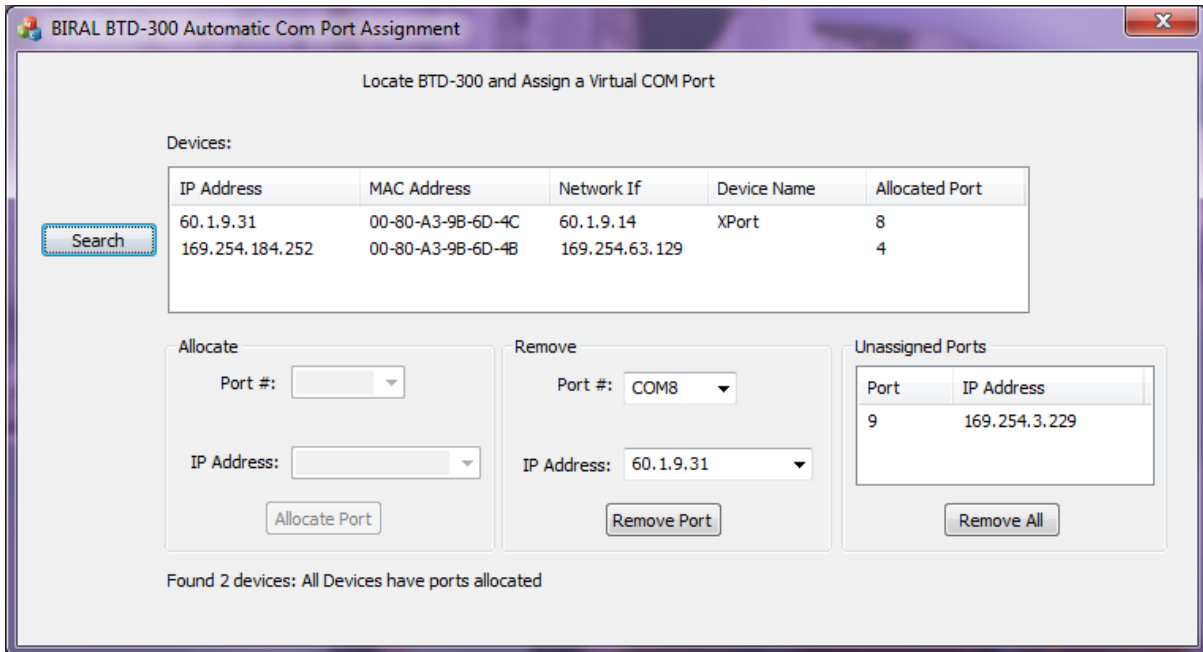 BIRAL BTD-300 Automatic Com Port Assignment
Locate BTD-300 and Assign a Virtual COM Port
Devices:
IP Address MAC Address Network If Device Name Allocated Port
60.1.9.31 00-80-A3-9B-6D-4C 60.1.9.14 XPort 8
Search
169.254.184.252 00-80-A3-9B-6D-4B 169.254.63.129 4
Allocate
Port #:
IP Address:
Allocate Port
Remove
Port #: COM8
IP Address: 60.1.9.31
Remove Port
Unassigned Ports
Port IP Address
9 169.254.3.229
Remove All
Found 2 devices: All Devices have ports allocated